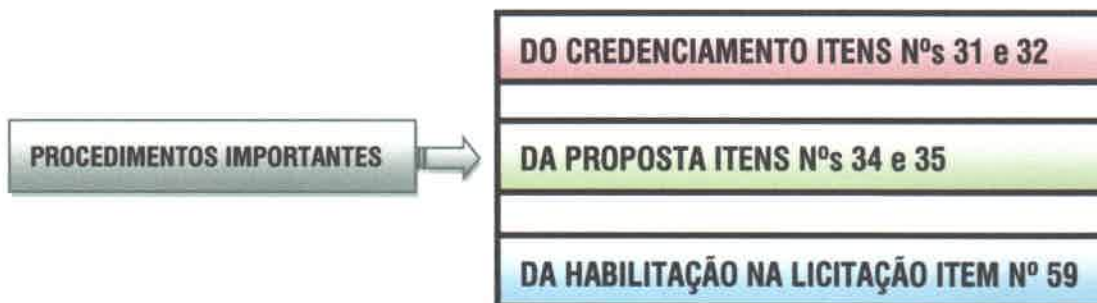 PROCEDIMENTOS IMPORTANTES
DO CREDENCIAMENTO ITENS Nºs 31 e 32
DA PROPOSTA ITENS Nºs 34 e 35
DA HABILITAÇÃO NA LICITAÇÃO ITEM Nº 59